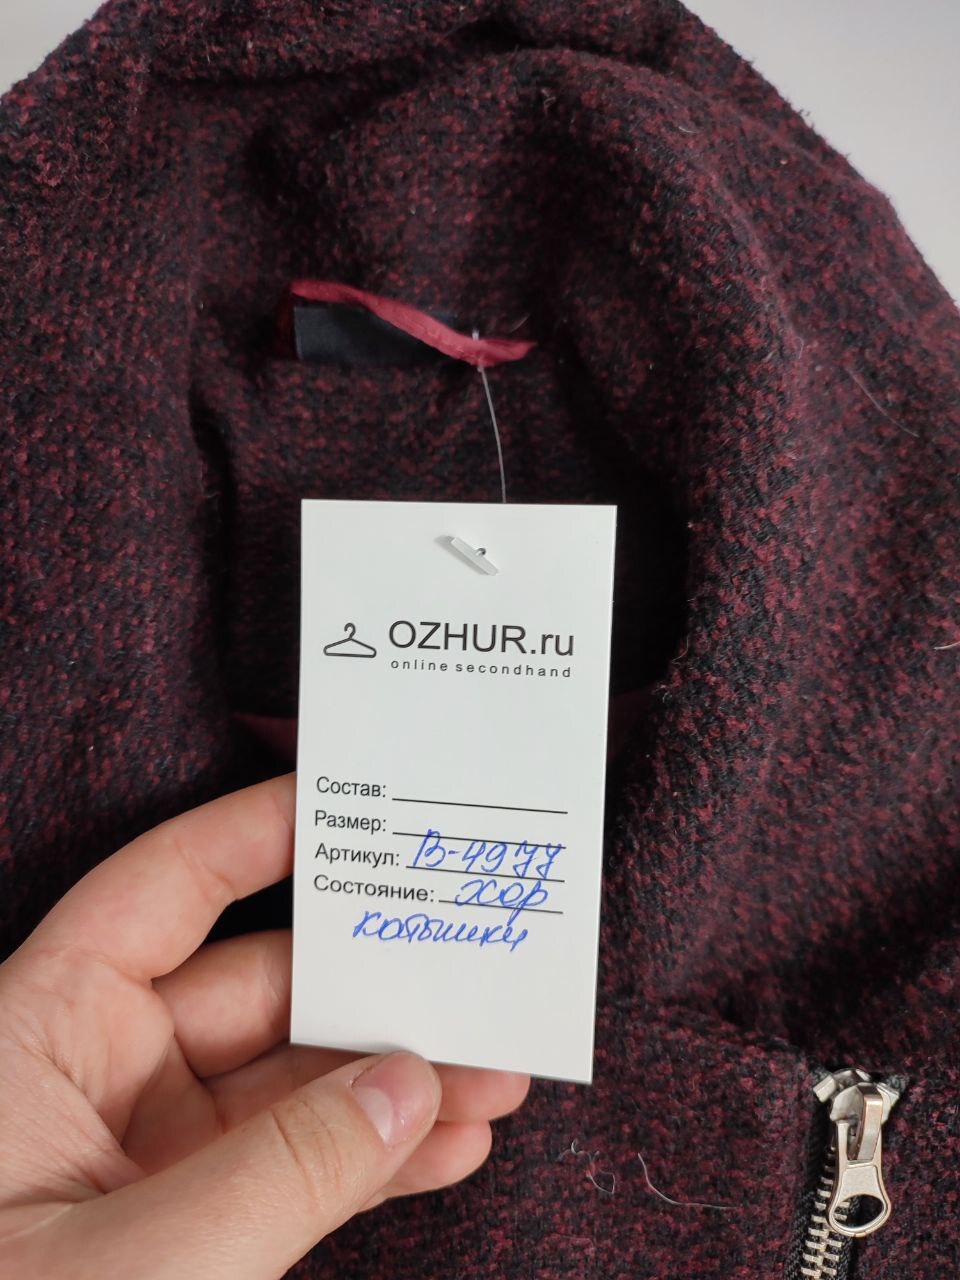 OZHUR.ru
online secondhand
Состав:
Размер:
Артикул: В-4977
Состояние: хор
катышки